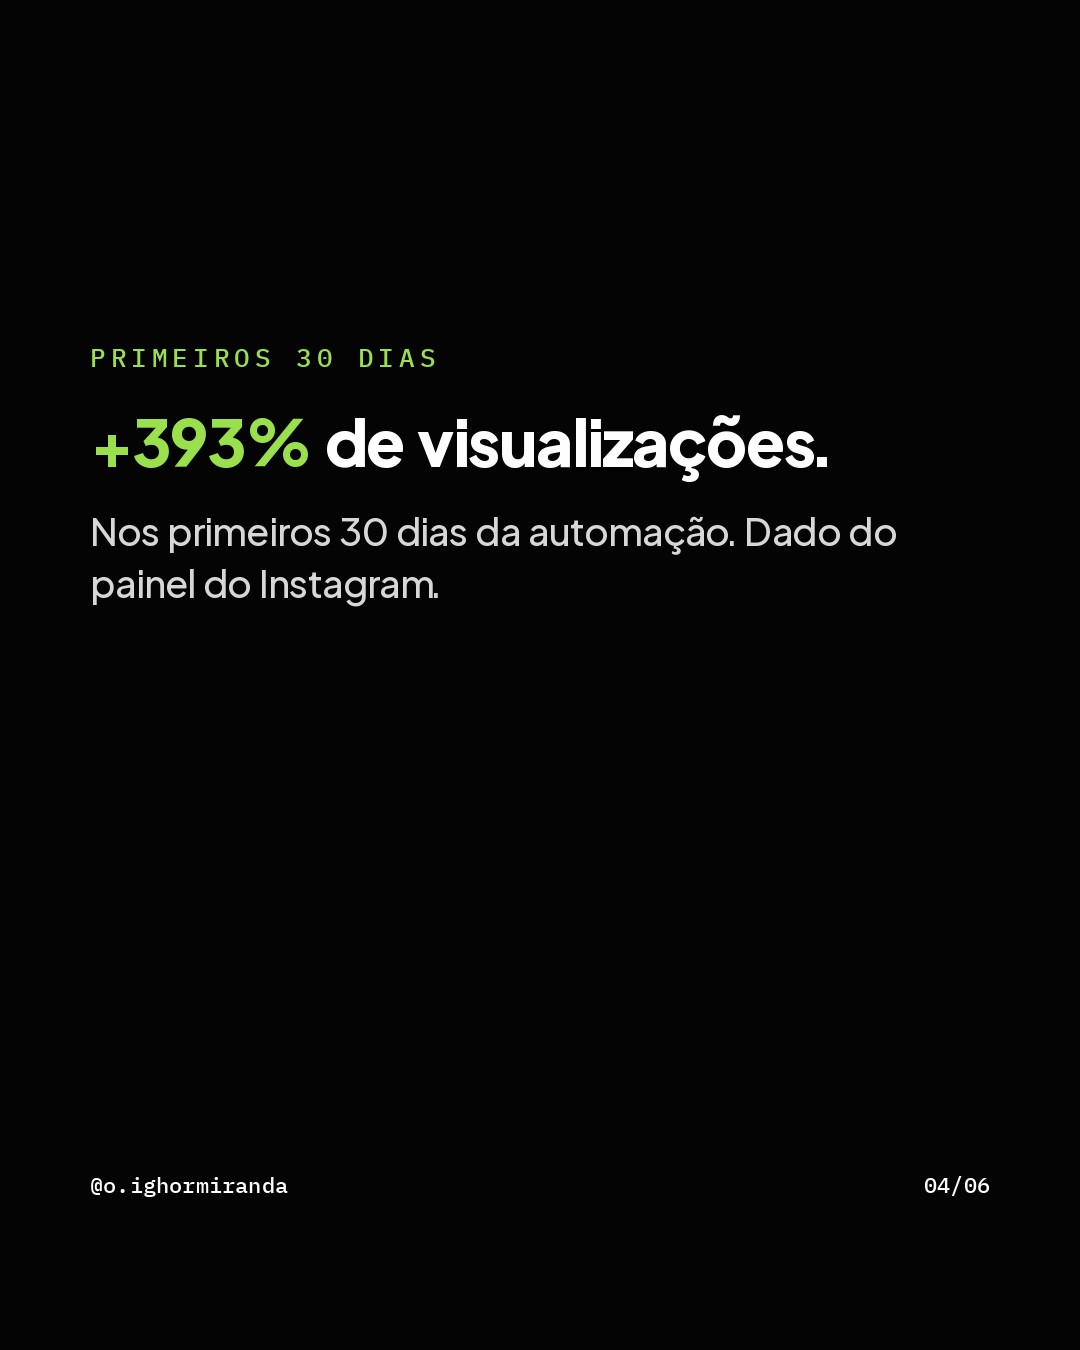 PRIMEIROS 30 DIAS
+393% de visualizações.
Nos primeiros 30 dias da automação. Dado do
painel do Instagram.
@o.ighormiranda
04/06